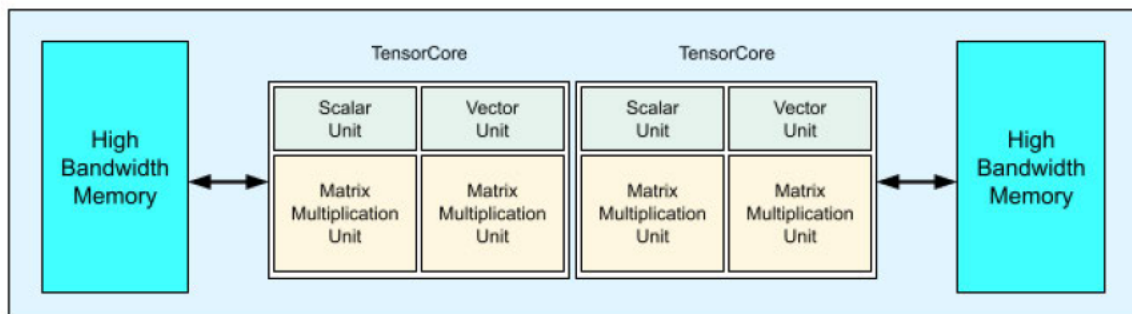 TensorCore
TensorCore
High
Bandwidth
Memory
Scalar
Unit
Vector
Unit
Matrix
Multiplication
Unit
Matrix
Multiplication
Unit
Scalar
Unit
Vector
Unit
Matrix
Multiplication
Unit
Matrix
Multiplication
Unit
High
Bandwidth
Memory